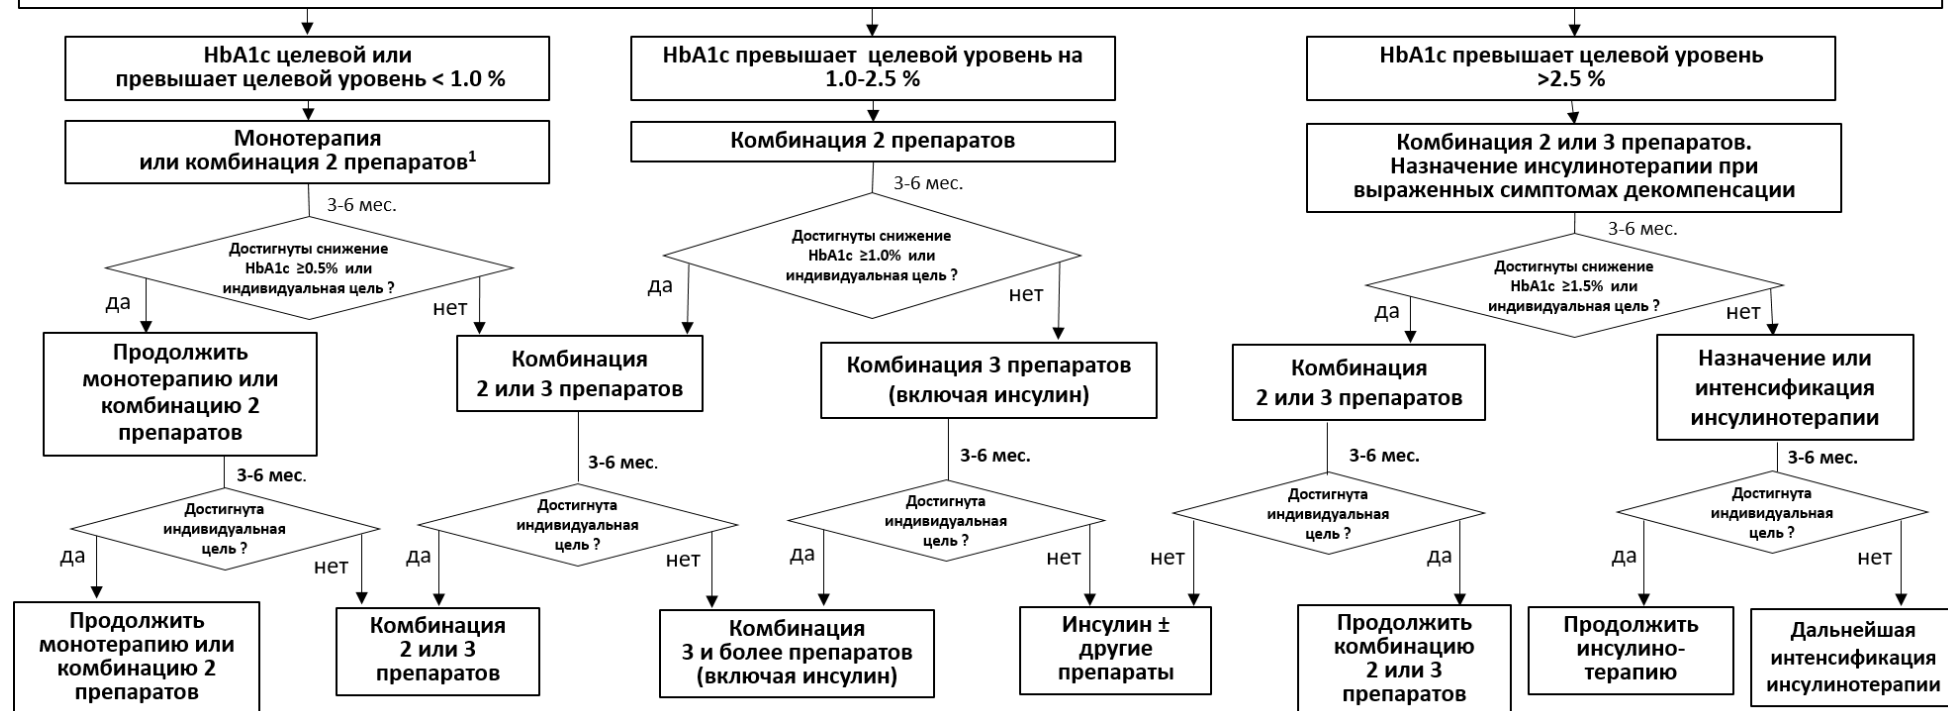 HbA1c целевой или
превышает целевой уровень < 1.0 %
HbA1c превышает целевой уровень на
1.0-2.5 %
HbA1c превышает целевой уровень
>2.5 %
Монотерапия
или комбинация 2 препаратов¹
Комбинация 2 препаратов
Комбинация 2 или 3 препаратов.
Назначение инсулинотерапии при
выраженных симптомах декомпенсации
3-6 мес.
3-6 мес.
3-6 мес.
Достигнуты снижение
HbA1c ≥0.5% или
индивидуальная цель ?
Достигнуты снижение
HbA1c ≥1.0% или
индивидуальная цель ?
Достигнуты снижение
HbA1c ≥1.5% или
индивидуальная цель ?
да
нет
да
нет
да
нет
Продолжить
монотерапию или
комбинацию 2
препаратов
Комбинация
2 или 3 препаратов
Комбинация 3 препаратов
(включая инсулин)
Комбинация
2 или 3 препаратов
Назначение или
интенсификация
инсулинотерапии
3-6 мес.
3-6 мес.
3-6 мес.
3-6 мес.
3-6 мес.
Достигнута
индивидуальная
цель ?
Достигнута
индивидуальная
цель ?
Достигнута
индивидуальная
цель ?
Достигнута
индивидуальная
цель ?
Достигнута
индивидуальная
цель ?
да
нет
да
нет
да
нет
нет
да
да
нет
Продолжить
монотерапию или
комбинацию 2
препаратов
Комбинация
2 или 3
препаратов
Комбинация
3 и более препаратов
(включая инсулин)
Инсулин ±
другие
препараты
Продолжить
комбинацию
2 или 3
препаратов
Продолжить
инсулино-
терапию
Дальнейшая
интенсификация
инсулинотерапии